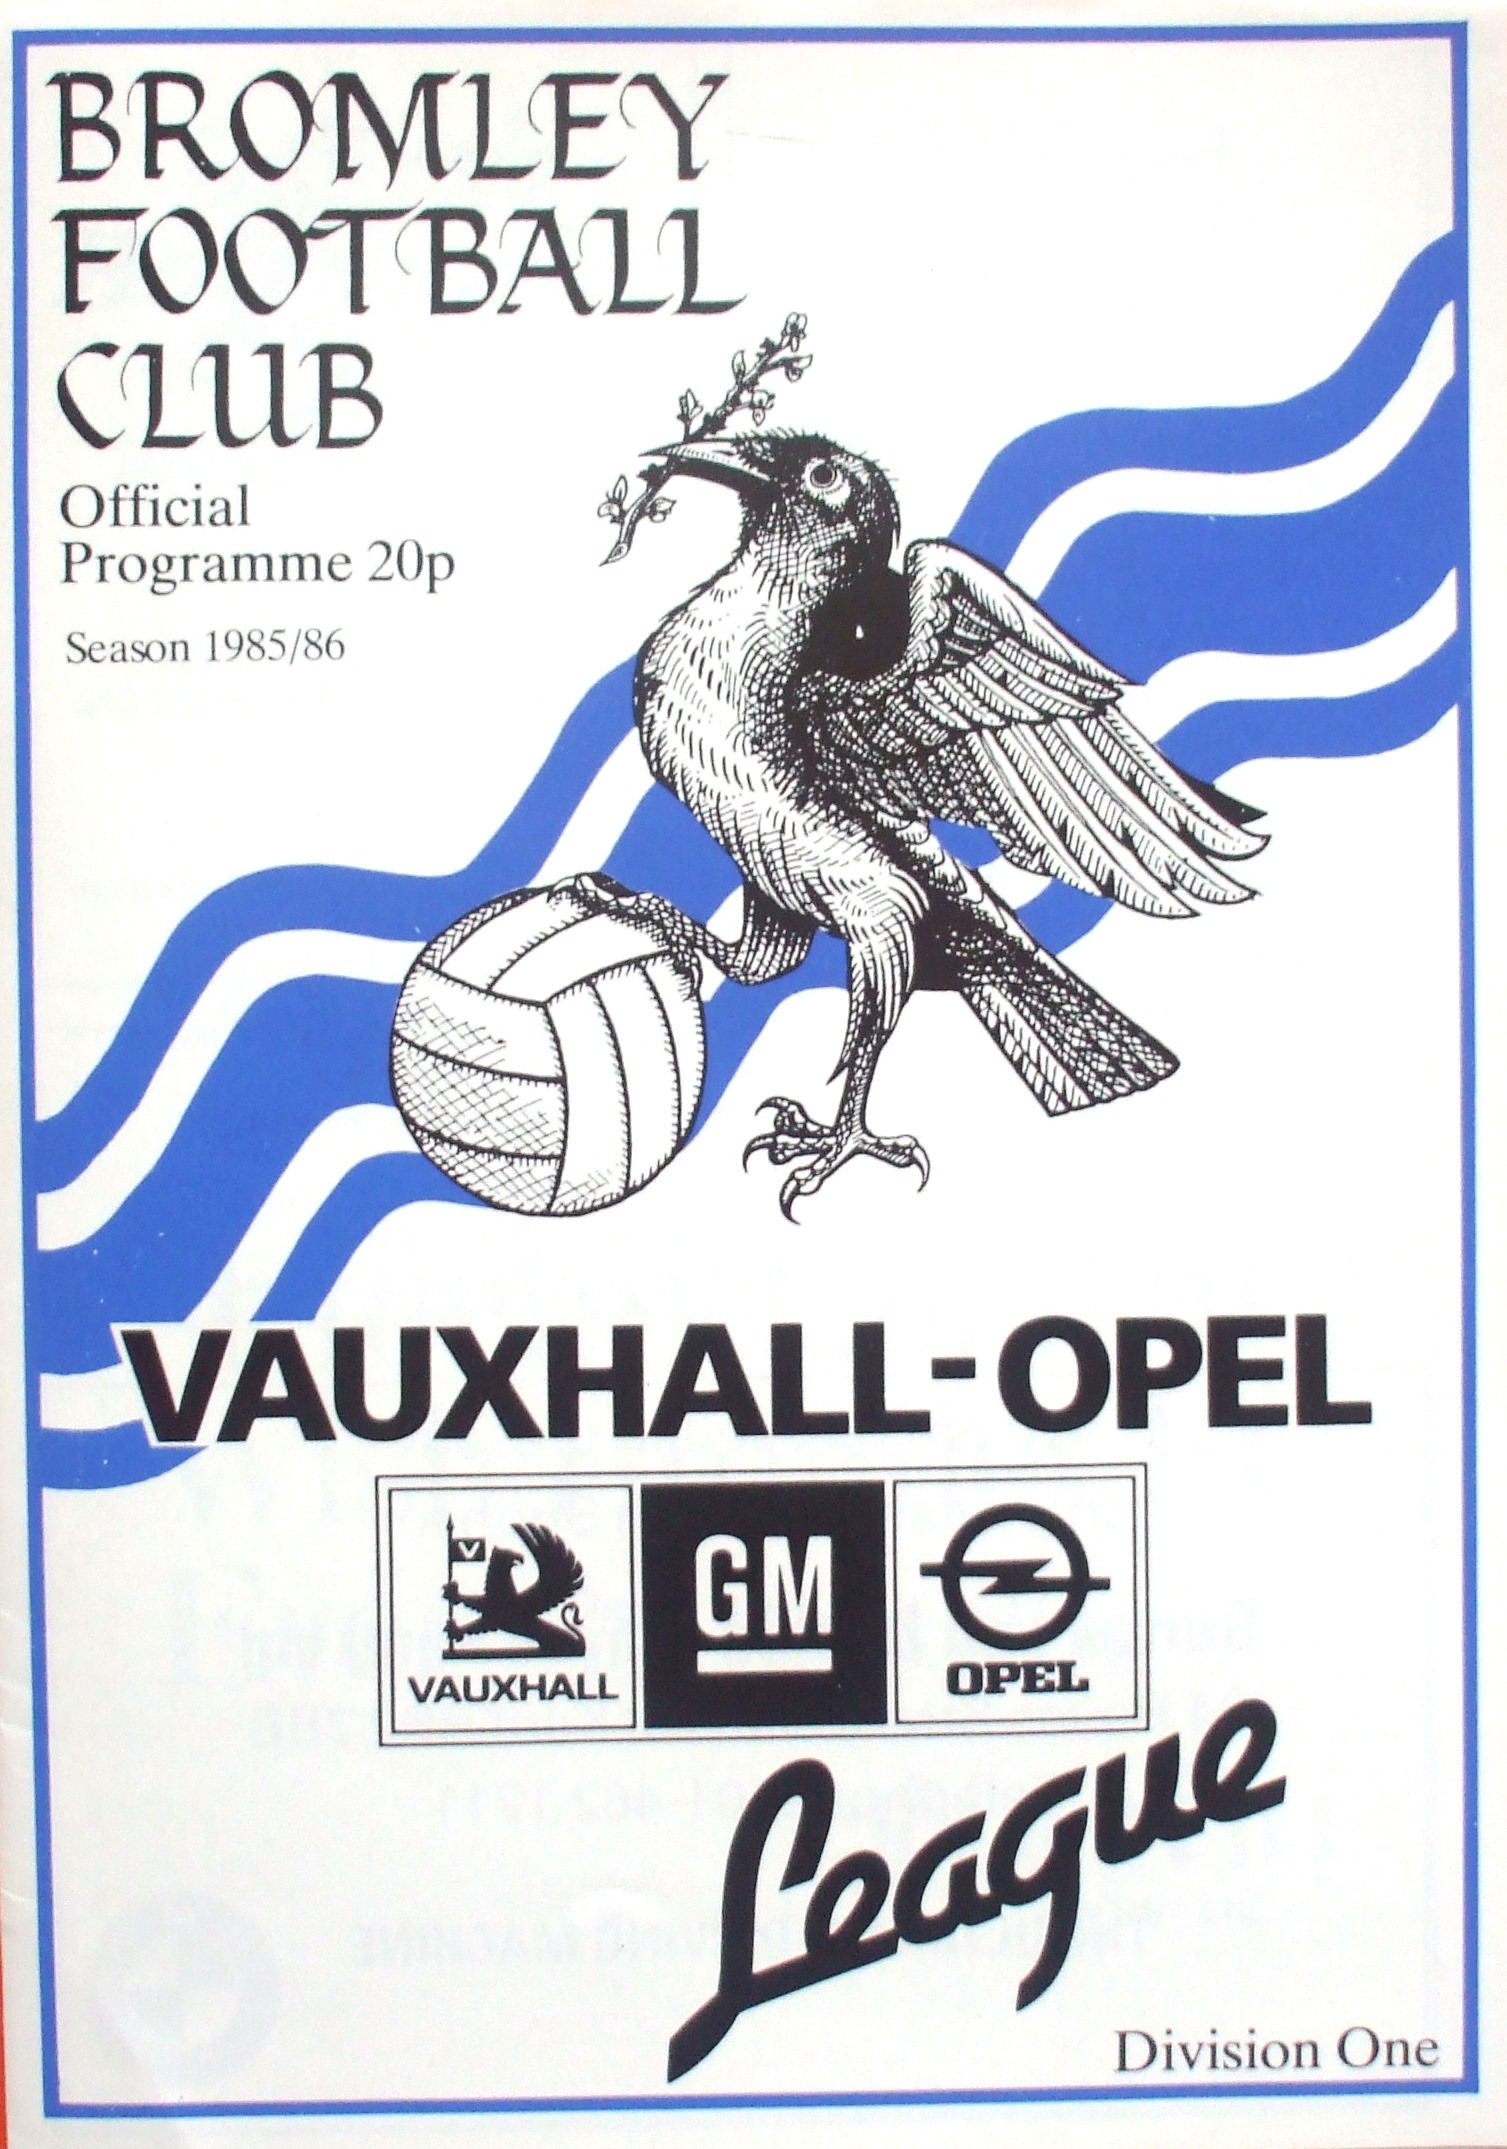 BROMLEY
FOOTBALL
CLUB
Official
Programme 20p
Season 1985/86
VAUXHALL-OPEL
V
VAUXHALL
GM
OPEL
League
Division One